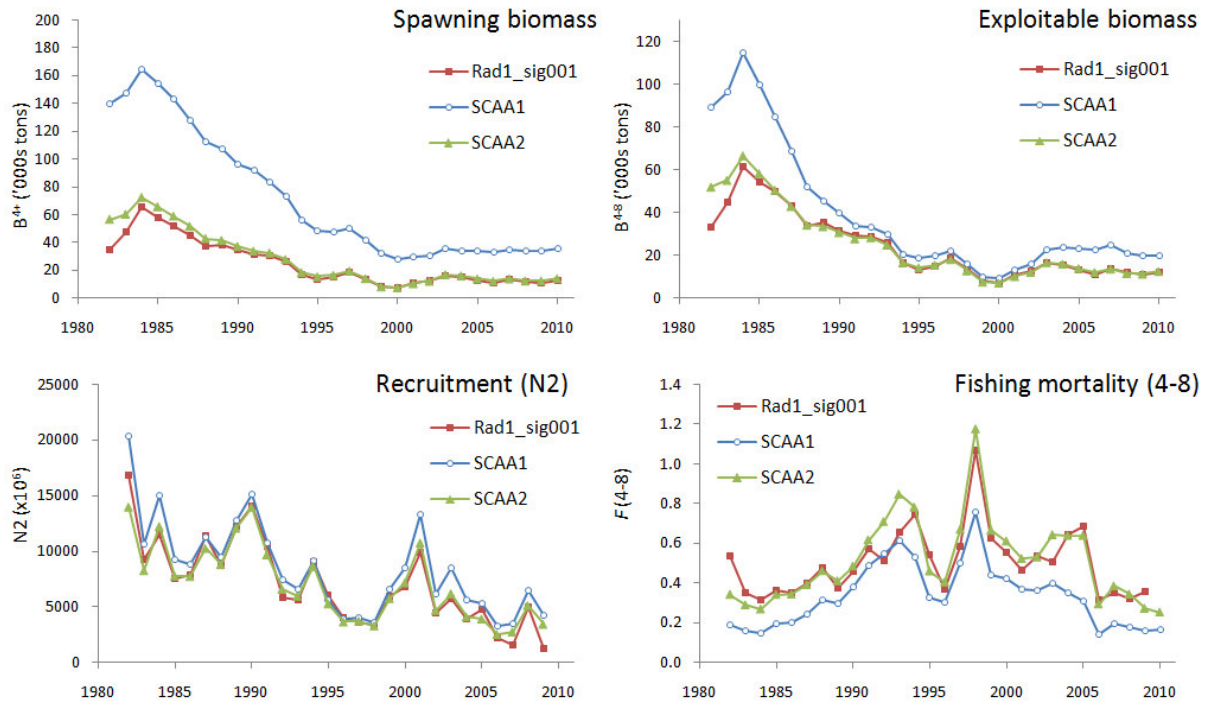 Spawning biomass
B⁴⁺ ('000s tons)
200
180
160
140
120
100
80
60
40
20
0
Rad1_sig001
SCAA1
SCAA2
1980 1985 1990 1995 2000 2005 2010
Exploitable biomass
B⁴⁻⁸ ('000s tons)
120
100
80
60
40
20
0
Rad1_sig001
SCAA1
SCAA2
1980 1985 1990 1995 2000 2005 2010
Recruitment (N2)
N2 (x10⁶)
25000
20000
15000
10000
5000
0
Rad1_sig001
SCAA1
SCAA2
1980 1985 1990 1995 2000 2005 2010
Fishing mortality (4-8)
F (4-8)
1.4
1.2
1.0
0.8
0.6
0.4
0.2
0.0
Rad1_sig001
SCAA1
SCAA2
1980 1985 1990 1995 2000 2005 2010